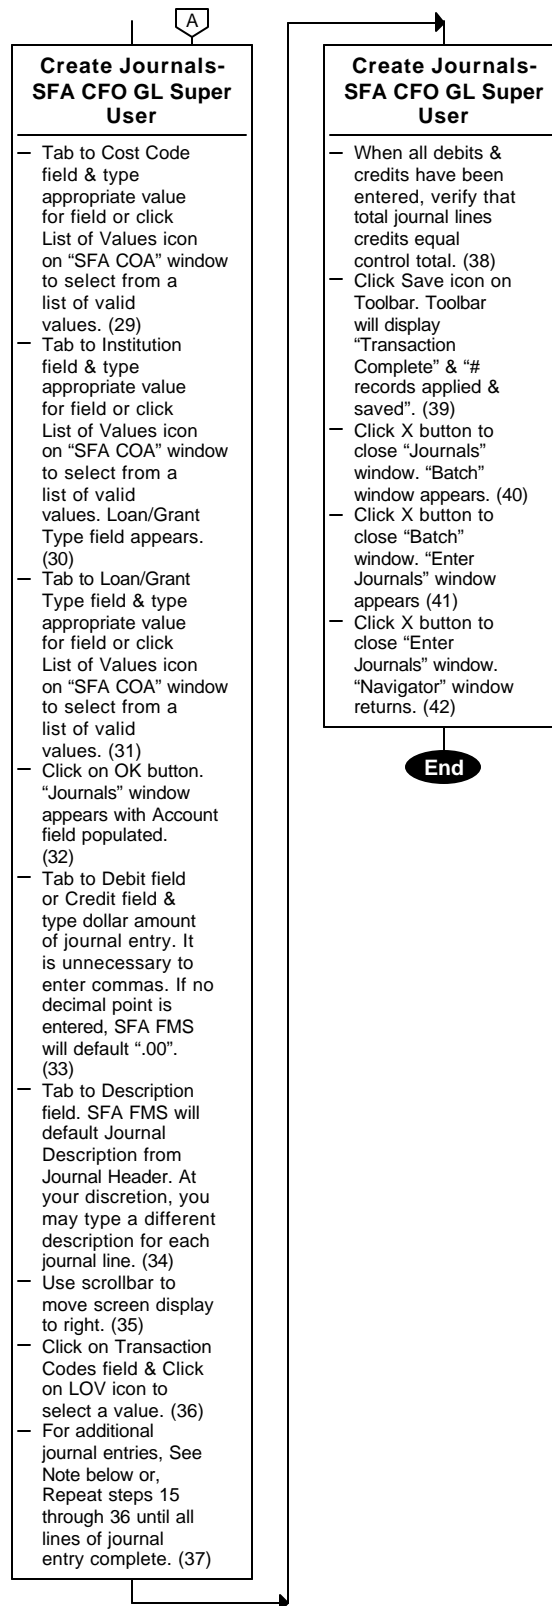 A
Create Journals-
SFA CFO GL Super
User
– Tab to Cost Code
field & type
appropriate value
for field or click
List of Values icon
on “SFA COA” window
to select from a
list of valid
values. (29)
– Tab to Institution
field & type
appropriate value
for field or click
List of Values icon
on “SFA COA” window
to select from a
list of valid
values. Loan/Grant
Type field appears.
(30)
– Tab to Loan/Grant
Type field & type
appropriate value
for field or click
List of Values icon
on “SFA COA” window
to select from a
list of valid
values. (31)
– Click on OK button.
“Journals” window
appears with Account
field populated.
(32)
– Tab to Debit field
or Credit field &
type dollar amount
of journal entry. It
is unnecessary to
enter commas. If no
decimal point is
entered, SFA FMS
will default “.00”.
(33)
– Tab to Description
field. SFA FMS will
default Journal
Description from
Journal Header. At
your discretion, you
may type a different
description for each
journal line. (34)
– Use scrollbar to
move screen display
to right. (35)
– Click on Transaction
Codes field & Click
on LOV icon to
select a value. (36)
– For additional
journal entries, See
Note below or,
Repeat steps 15
through 36 until all
lines of journal
entry complete. (37)
Create Journals-
SFA CFO GL Super
User
– When all debits &
credits have been
entered, verify that
total journal lines
credits equal
control total. (38)
– Click Save icon on
Toolbar. Toolbar
will display
“Transaction
Complete” & “#
records applied &
saved”. (39)
– Click X button to
close “Journals”
window. “Batch”
window appears. (40)
– Click X button to
close “Batch”
window. “Enter
Journals” window
appears (41)
– Click X button to
close “Enter
Journals” window.
“Navigator” window
returns. (42)
End